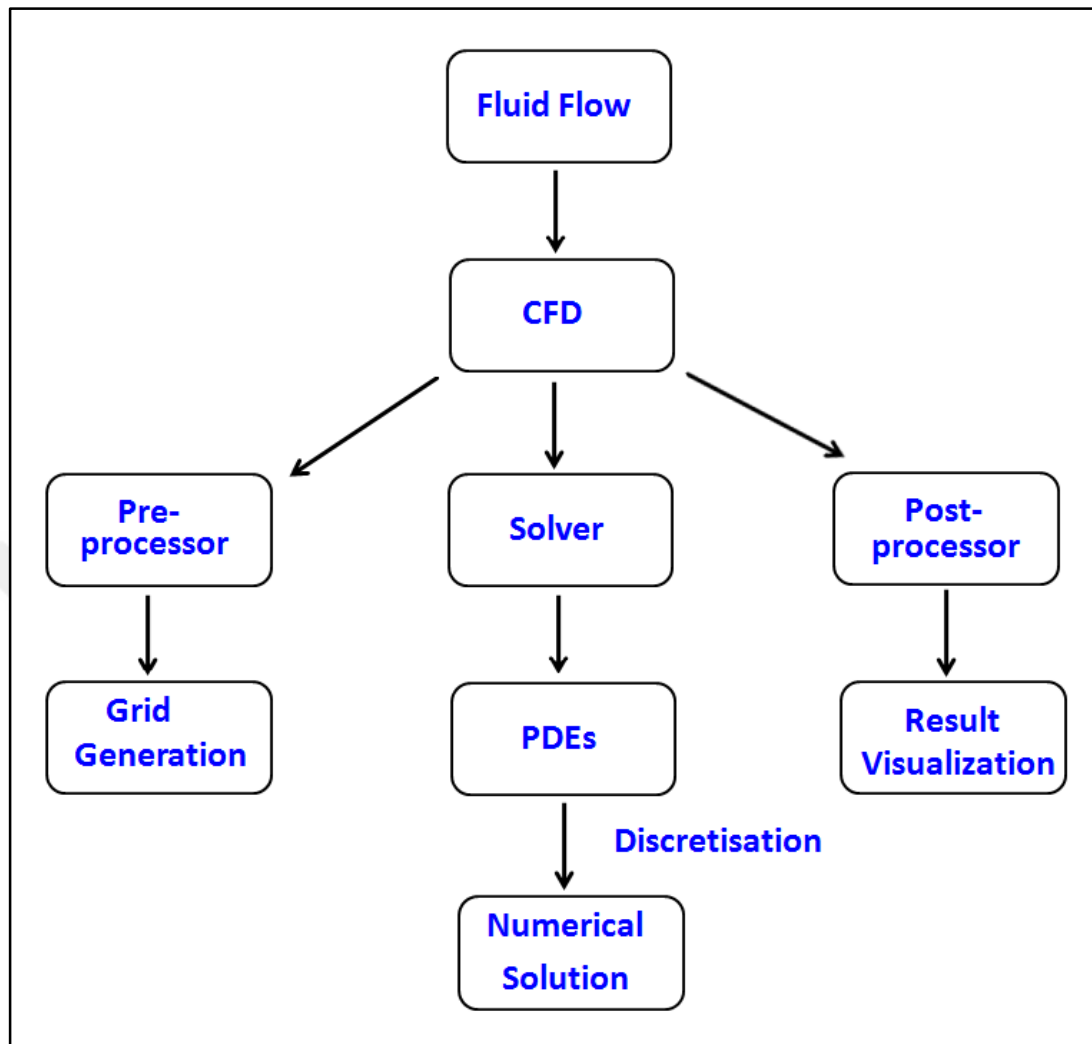 Fluid Flow
CFD
Pre-
processor
Solver
Post-
processor
Grid
Generation
PDEs
Result
Visualization
Discretisation
Numerical
Solution